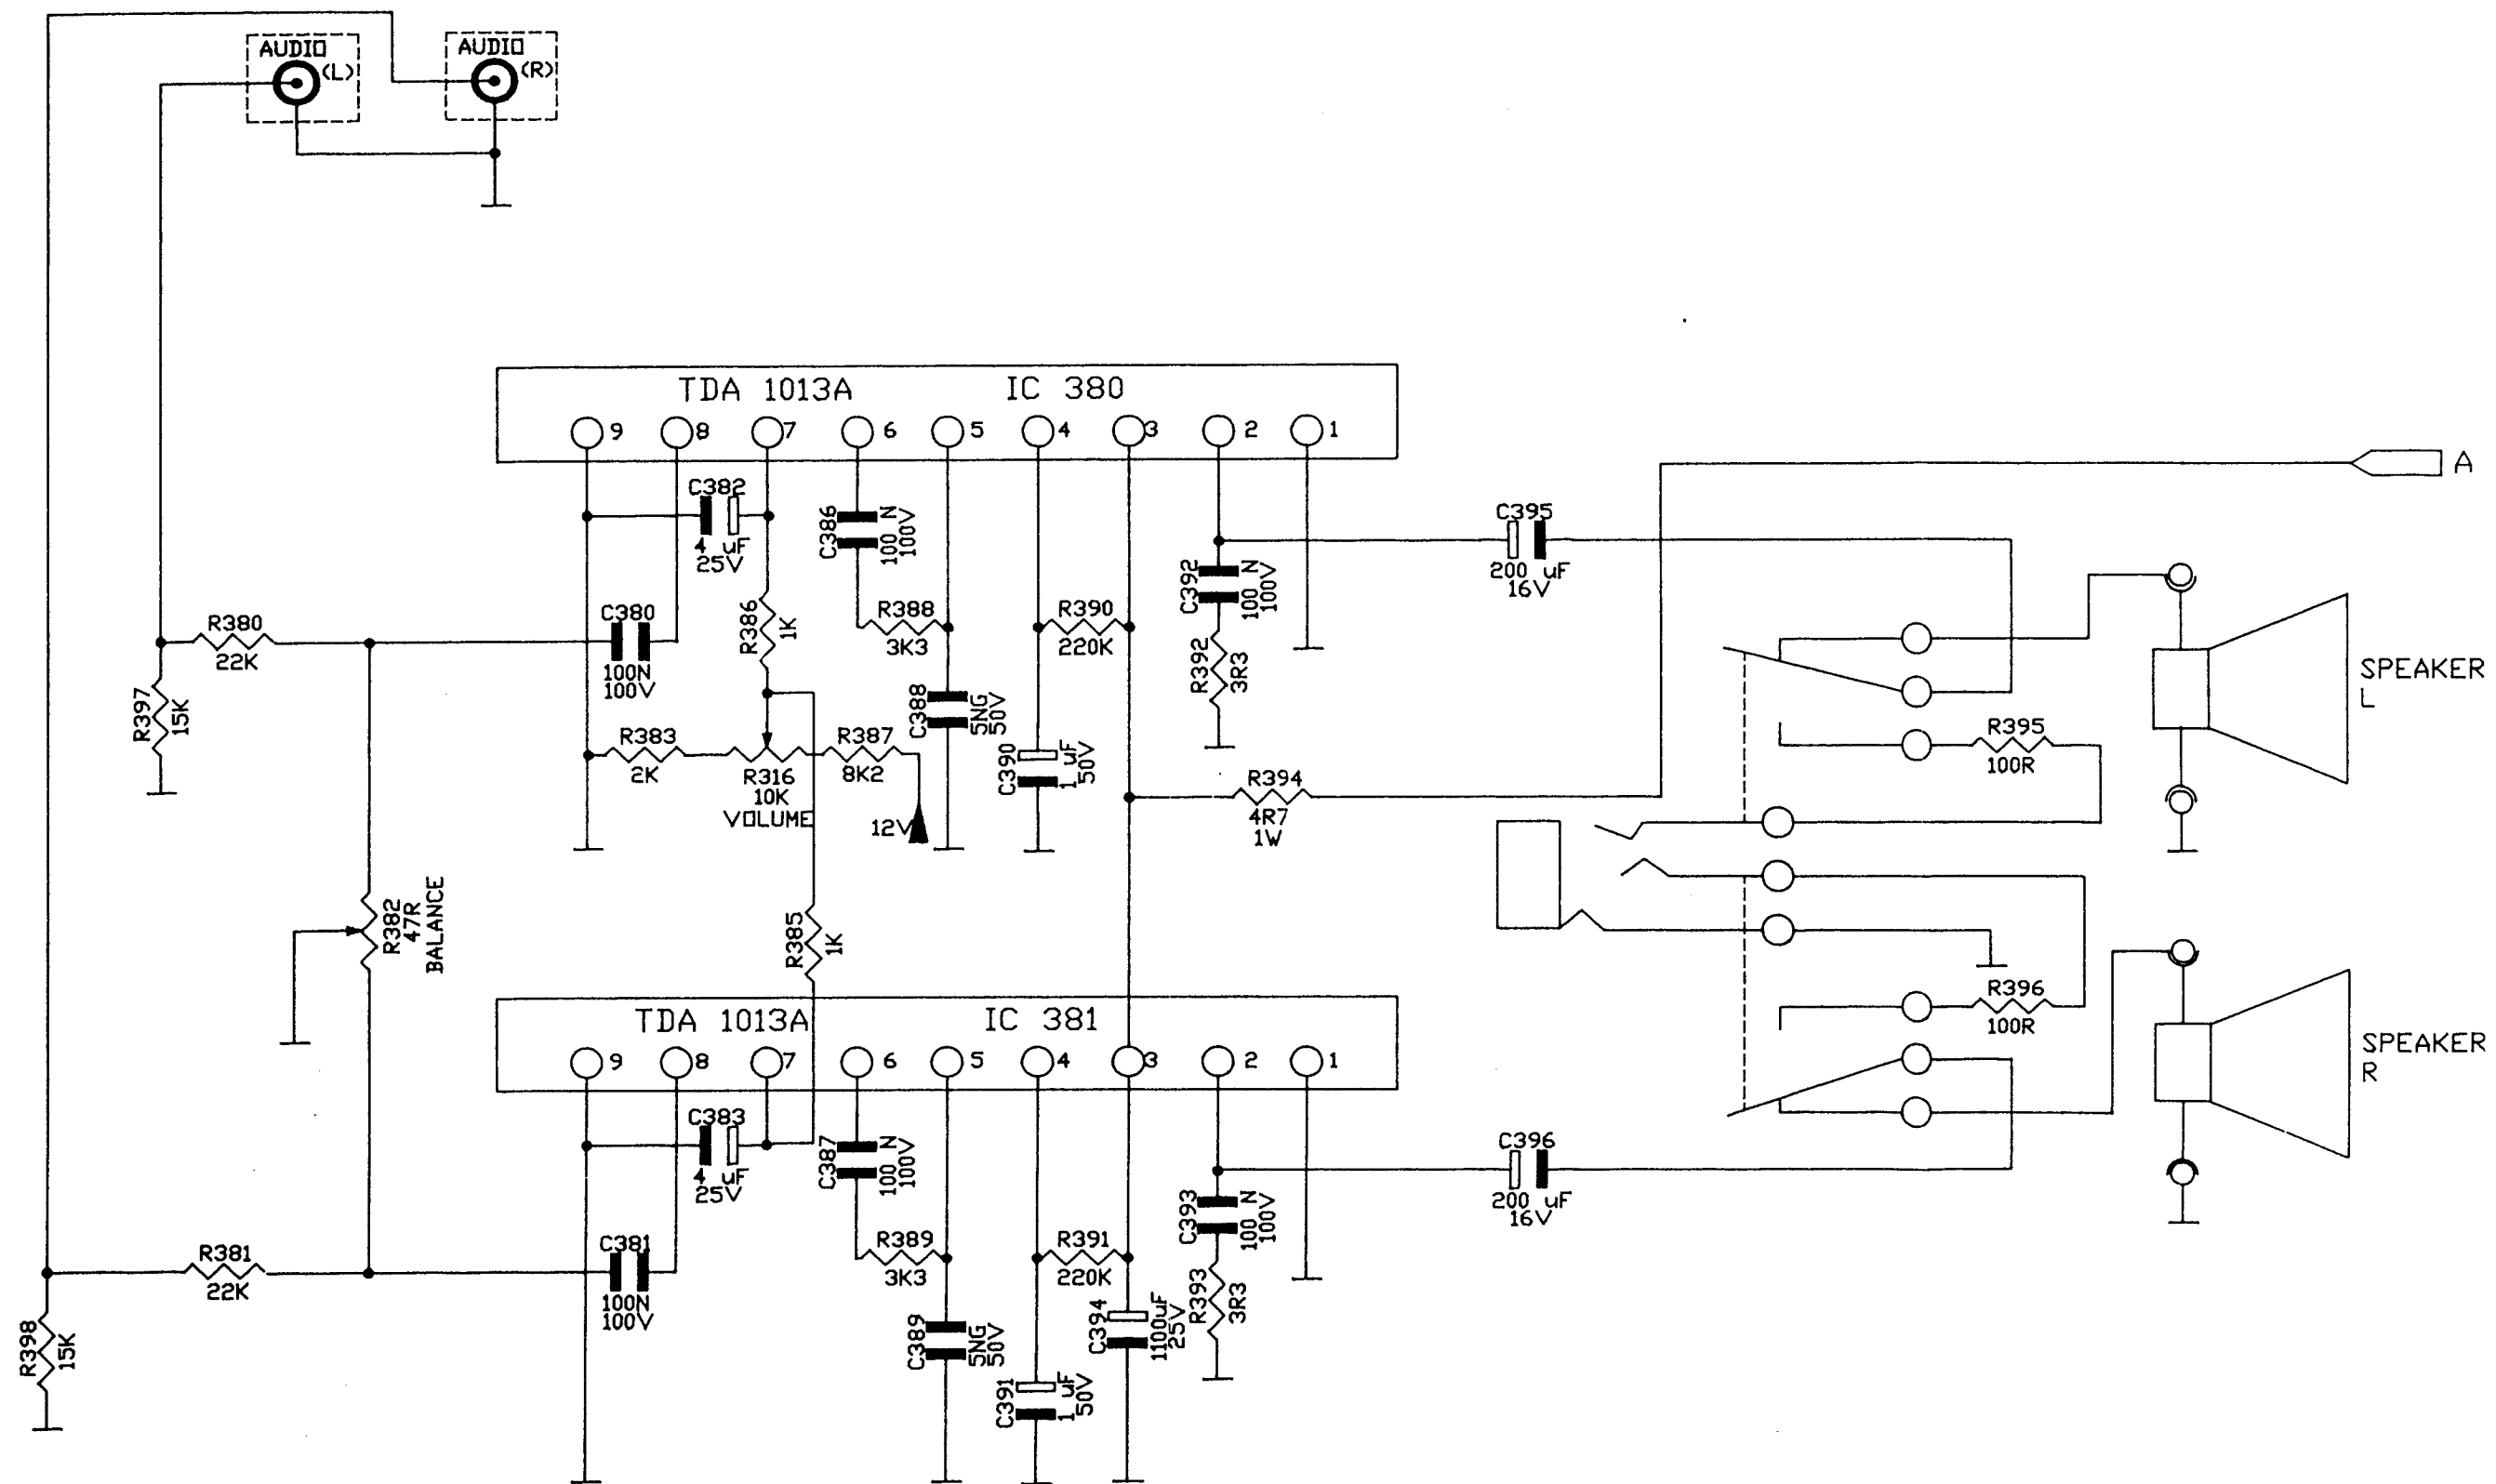 AUDIO
(L)
AUDIO
(R)
TDA 1013A IC 380
9 8 7 6 5 4 3 2 1
A
C382
4 uF
25V
C386
100 N
100V
C380
100N
100V
R386
1K
R388
3K3
R390
220K
C392
100 N
100V
R392
3R3
C395
200 uF
16V
R380
22K
R397
15K
C388
5NG
50V
C390
1 uF
50V
R383
2K
R316
10K
VOLUME
R387
8K2
12V
R394
4R7
1W
R395
100R
SPEAKER
L
R382
47R
BALANCE
R385
1K
TDA 1013A IC 381
9 8 7 6 5 4 3 2 1
R396
100R
SPEAKER
R
C383
4 uF
25V
C387
100 N
100V
C396
200 uF
16V
C393
100 N
100V
R393
3R3
R381
22K
C381
100N
100V
R389
3K3
R391
220K
R398
15K
C389
5NG
50V
C391
1 uF
50V
C394
1100uF
25V